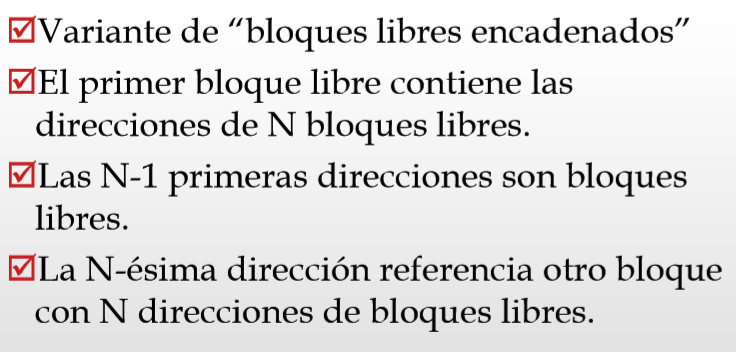 Variante de “bloques libres encadenados”
El primer bloque libre contiene las
direcciones de N bloques libres.
Las N-1 primeras direcciones son bloques
libres.
La N-ésima dirección referencia otro bloque
con N direcciones de bloques libres.